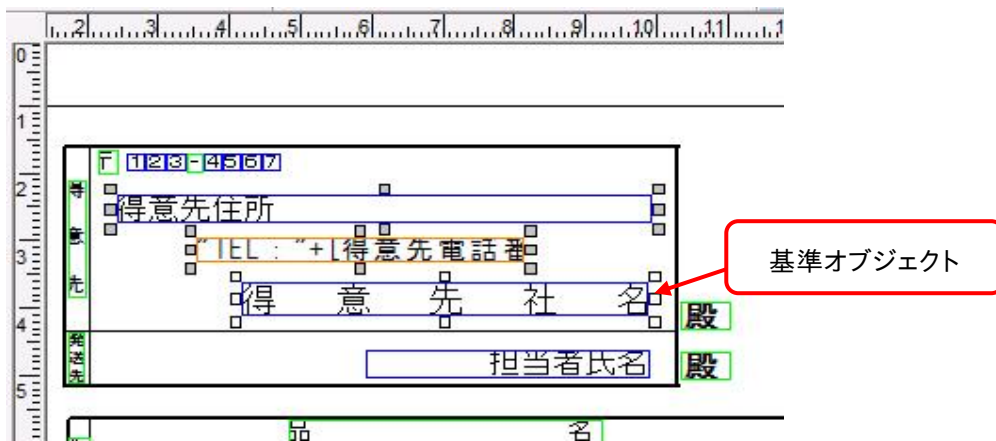 2 3 4 5 6 7 8 9 10 11
0
1
2
3
4
5
〒 123-4567
得意先
得意先住所
"TEL : "+[得意先電話番
得意先社名
殿
基準オブジェクト
発送先
担当者氏名
殿
品名